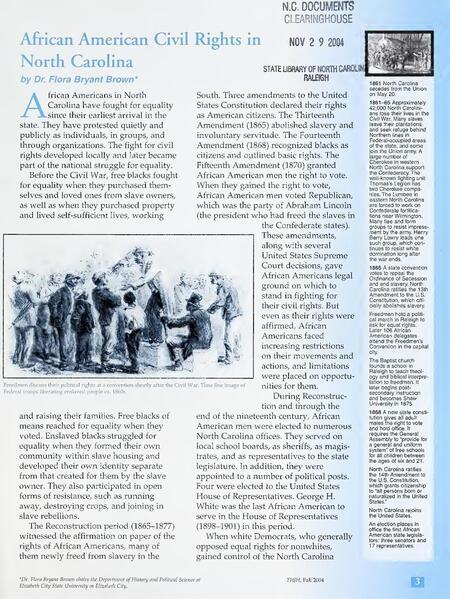 N.C. DOCUMENTS
CLEARINGHOUSE
NOV 2 9 2004
STATE LIBRARY OF NORTH CAROLINA
RALEIGH
African American Civil Rights in
North Carolina
by Dr. Flora Bryant Brown*
African Americans in North
Carolina have fought for equality
since their earliest arrival in the
state. They have protested quietly and
publicly as individuals, in groups, and
through organizations. The fight for civil
rights developed locally and later became
part of the national struggle for equality.
Before the Civil War, free blacks fought
for equality when they purchased them-
selves and loved ones from slave owners,
as well as when they purchased property
and lived self-sufficient lives, working
Freedmen discuss their political rights at a convention shortly after the Civil War. Time line image of
Federal troops liberating enslaved people ca. 1860s.
and raising their families. Free blacks of
means reached for equality when they
voted. Enslaved blacks struggled for
equality when they formed their own
community within slave housing and
developed their own identity separate
from that created for them by the slave
owner. They also participated in open
forms of resistance, such as running
away, destroying crops, and joining in
slave rebellions.
The Reconstruction period (1865–1877)
witnessed the affirmation on paper of the
rights of African Americans, many of
them newly freed from slavery in the
South. Three amendments to the United
States Constitution declared their rights
as American citizens. The Thirteenth
Amendment (1865) abolished slavery and
involuntary servitude. The Fourteenth
Amendment (1868) recognized blacks as
citizens and outlined basic rights. The
Fifteenth Amendment (1870) granted
African American men the right to vote.
When they gained the right to vote,
African American men voted Republican,
which was the party of Abraham Lincoln
(the president who had freed the slaves in
the Confederate states).
These amendments,
along with several
United States Supreme
Court decisions, gave
African Americans legal
ground on which to
stand in fighting for
their civil rights. But
even as their rights were
affirmed, African
Americans faced
increasing restrictions
on their movements and
actions, and limitations
were placed on opportu-
nities for them.
During Reconstruc-
tion and through the
end of the nineteenth century, African
American men were elected to numerous
North Carolina offices. They served on
local school boards, as sheriffs, as magis-
trates, and as representatives to the state
legislature. In addition, they were
appointed to a number of political posts.
Four were elected to the United States
House of Representatives. George H.
White was the last African American to
serve in the House of Representatives
(1898–1901) in this period.
When white Democrats, who generally
opposed equal rights for nonwhites,
gained control of the North Carolina
1861 North Carolina
secedes from the Union
on May 20.
1861–65 Approximately
42,000 North Carolini-
ans lose their lives in the
Civil War. Many slaves
leave their plantations
and seek refuge behind
Northern lines in
Federal-occupied areas
of the state, and some
join the Union army. A
large number of
Cherokee in western
North Carolina support
the Confederacy. The
well-known fighting unit
Thomas's Legion has
two Cherokee compa-
nies. The Lumbee in
eastern North Carolina
are forced to work on
Confederate fortifica-
tions near Wilmington.
Many flee and form
groups to resist impress-
ment by the army. Henry
Berry Lowry leads one
such group, which con-
tinues to resist white
domination long after
the war ends.
1865 A state convention
votes to repeal the
Ordinance of Secession
and end slavery. North
Carolina ratifies the 13th
Amendment to the U.S.
Constitution, which offi-
cially abolishes slavery.
Freedmen hold a politi-
cal march in Raleigh to
ask for equal rights.
Later 106 African
American delegates
attend the Freedmen's
Convention in the capital
city.
The Baptist church
founds a school in
Raleigh to teach theol-
ogy and biblical interpre-
tation to freedmen. It
later begins post-
secondary instruction
and becomes Shaw
University in 1875.
1868 A new state consti-
tution gives all adult
males the right to vote
and hold office. It
requires the General
Assembly to "provide for
a general and uniform
system" of free schools
for all children between
the ages of six and 21.
North Carolina ratifies
the 14th Amendment to
the U.S. Constitution,
which grants citizenship
to "all persons born or
naturalized in the United
States."
North Carolina rejoins
the United States.
An election places in
office the first African
American state legisla-
tors: three senators and
17 representatives.
*Dr. Flora Bryant Brown chairs the Department of History and Political Science at
Elizabeth City State University in Elizabeth City.
THJH, Fall 2004
3